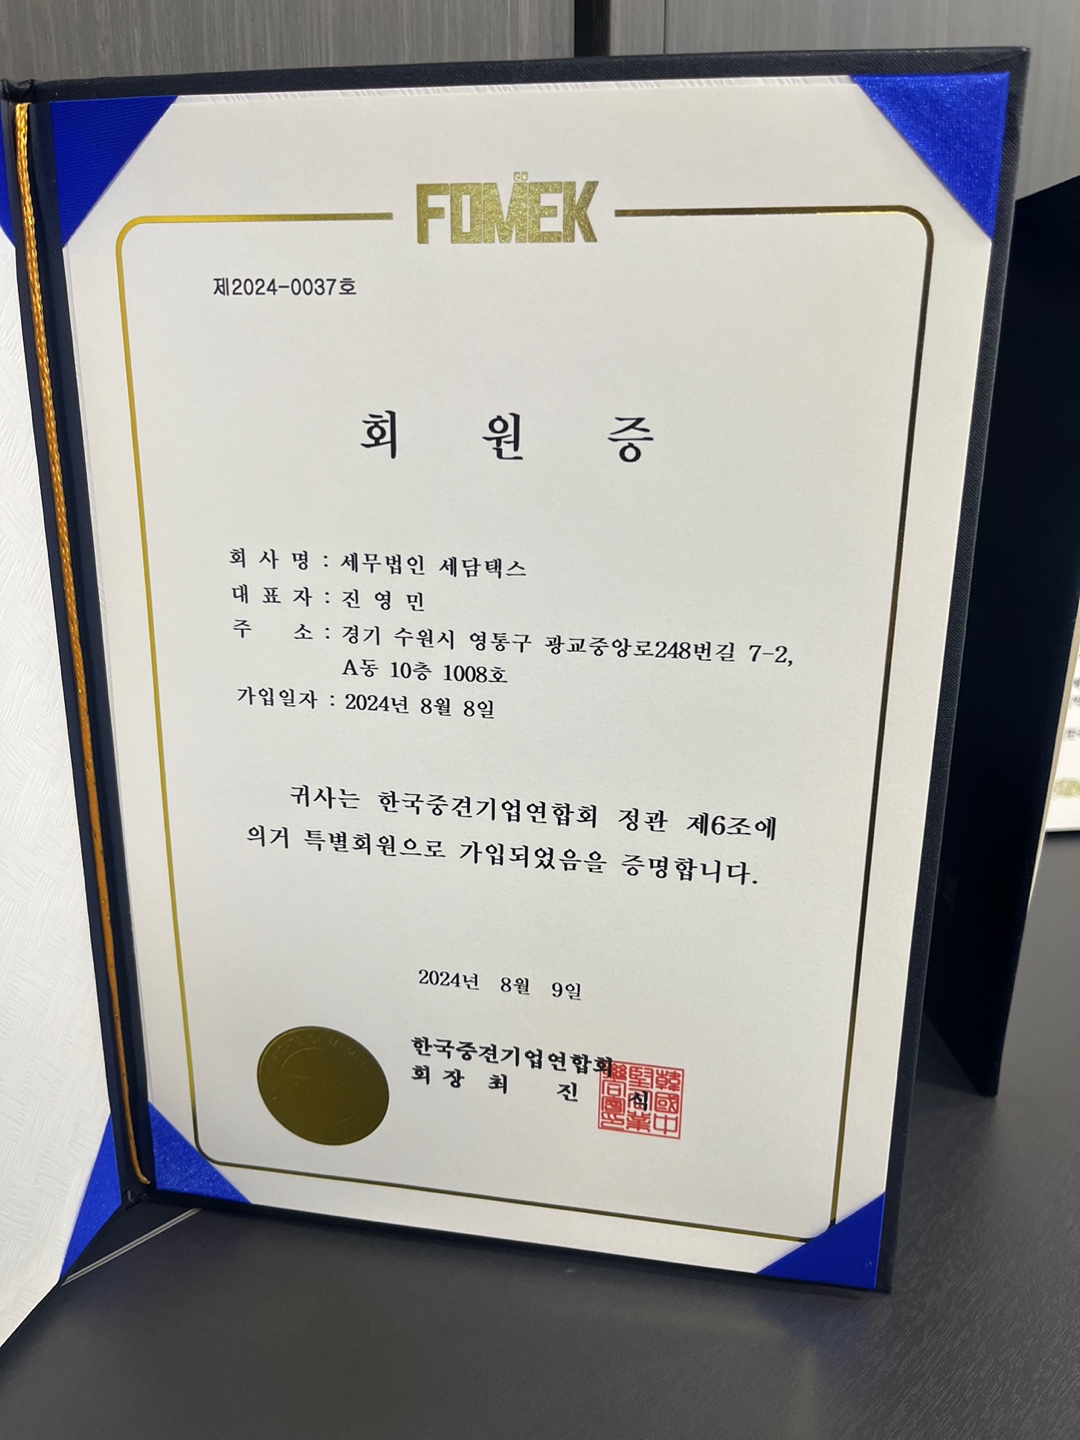 FOMEK
제2024-0037호
회 원 증
회 사 명 : 세무법인 세담택스
대 표 자 : 진 영 민
주 소 : 경기 수원시 영통구 광교중앙로248번길 7-2,
A동 10층 1008호
가입일자 : 2024년 8월 8일
귀사는 한국중견기업연합회 정관 제6조에
의거 특별회원으로 가입되었음을 증명합니다.
2024년 8월 9일
한국중견기업연합회
회 장 최 진 식